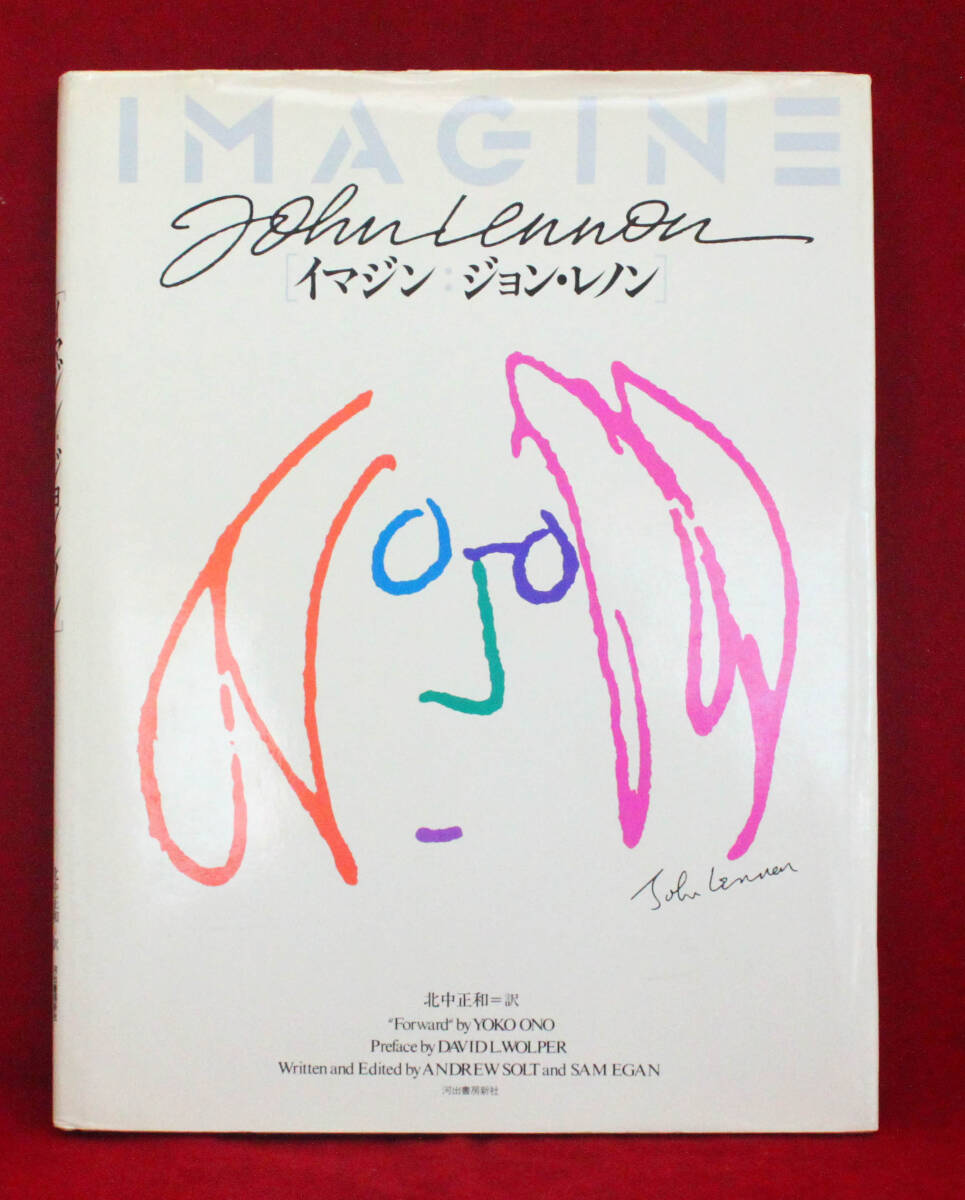 IMAGINE
John Lennon
[イマジン:ジョン・レノン]
John Lennon
北中正和=訳
"Forward" by YOKO ONO
Preface by DAVID L. WOLPER
Written and Edited by ANDREW SOLT and SAM EGAN
河出書房新社